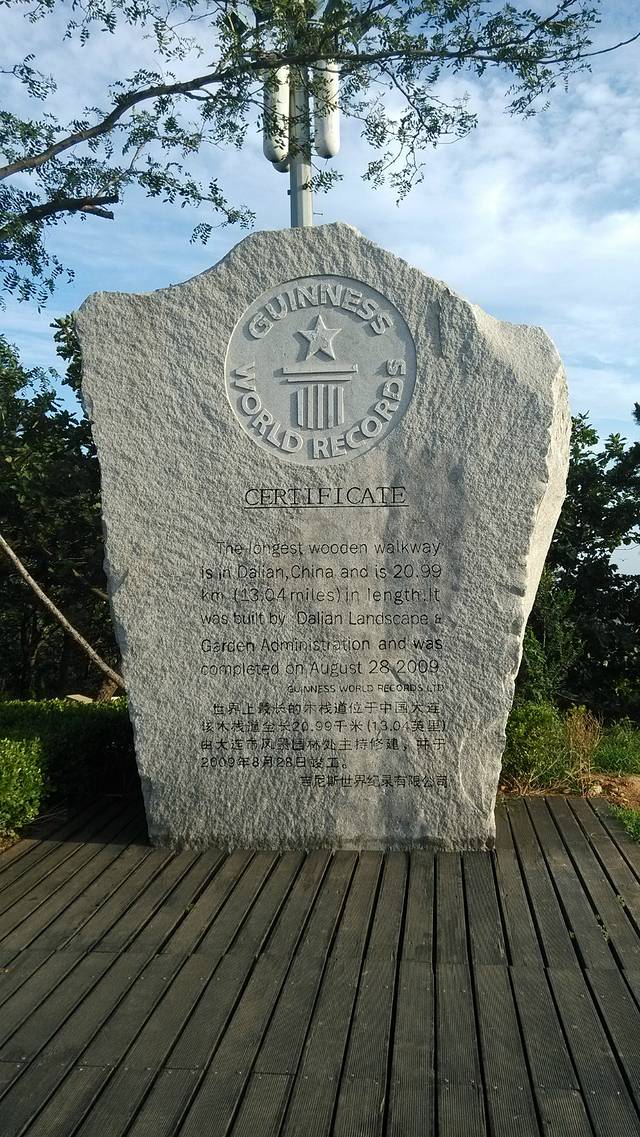 GUINNESS
WORLD RECORDS
CERTIFICATE
The longest wooden walkway
is in Dalian, China and is 20.99
km (13.04 miles) in length. It
was built by Dalian Landscape &
Garden Administration and was
completed on August 28,2009
GUINNESS WORLD RECORDS LTD
世界上最长的木栈道位于中国大连
该木栈道全长20.99千米(13.04英里)
由大连市风景园林处主持修建，并于
2009年8月28日竣工。
吉尼斯世界纪录有限公司